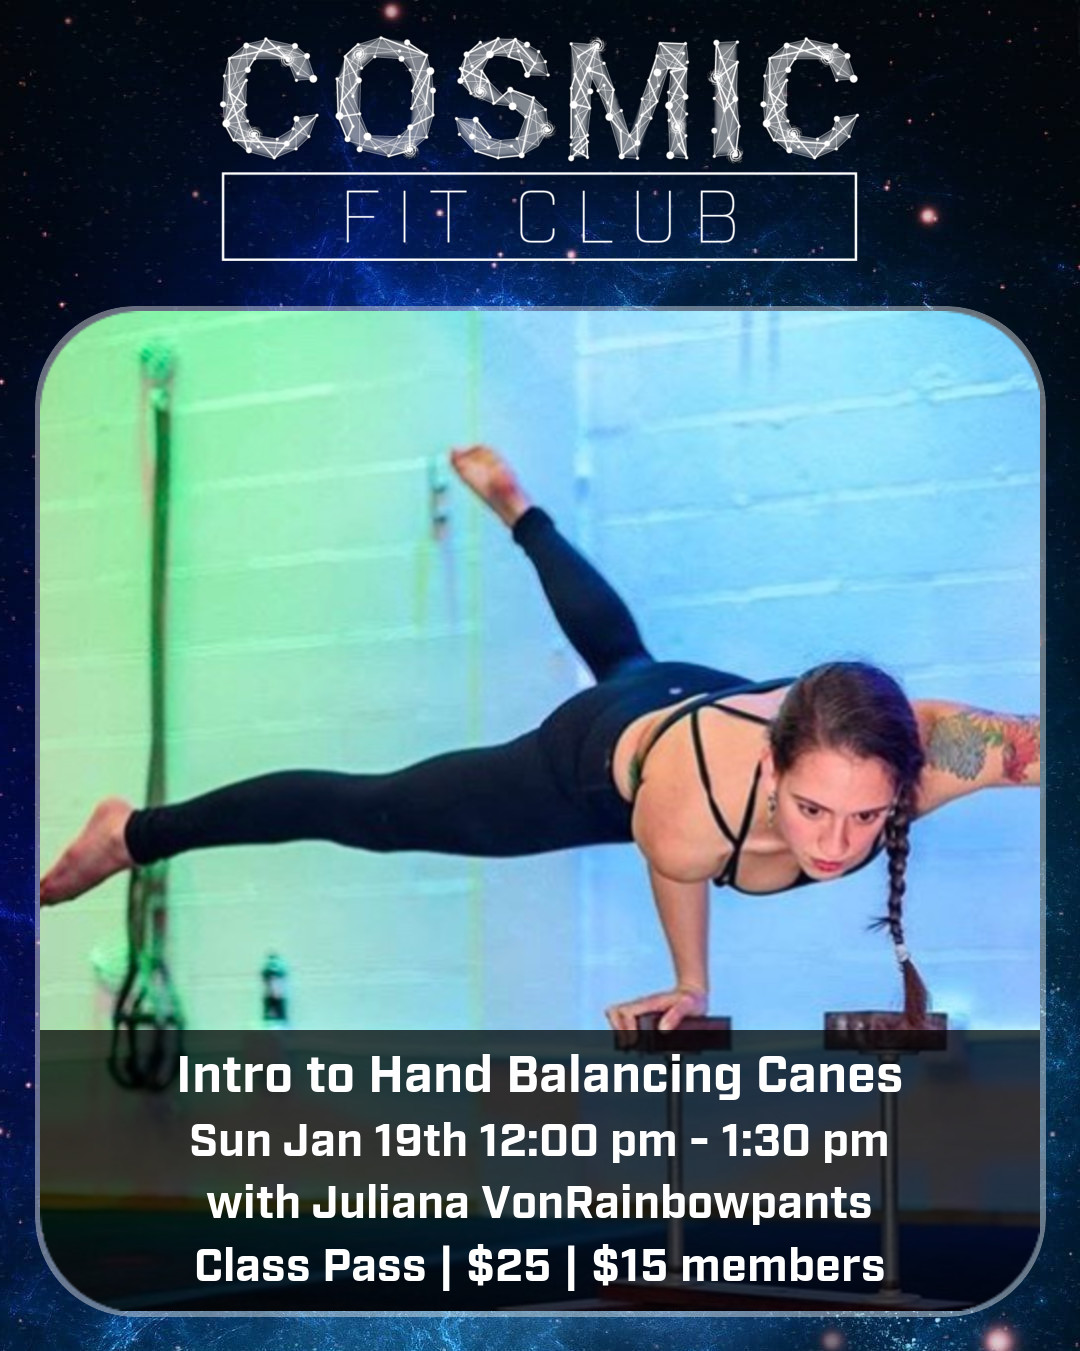 COSMIC
FIT CLUB
Intro to Hand Balancing Canes
Sun Jan 19th 12:00 pm - 1:30 pm
with Juliana VonRainbowpants
Class Pass | $25 | $15 members